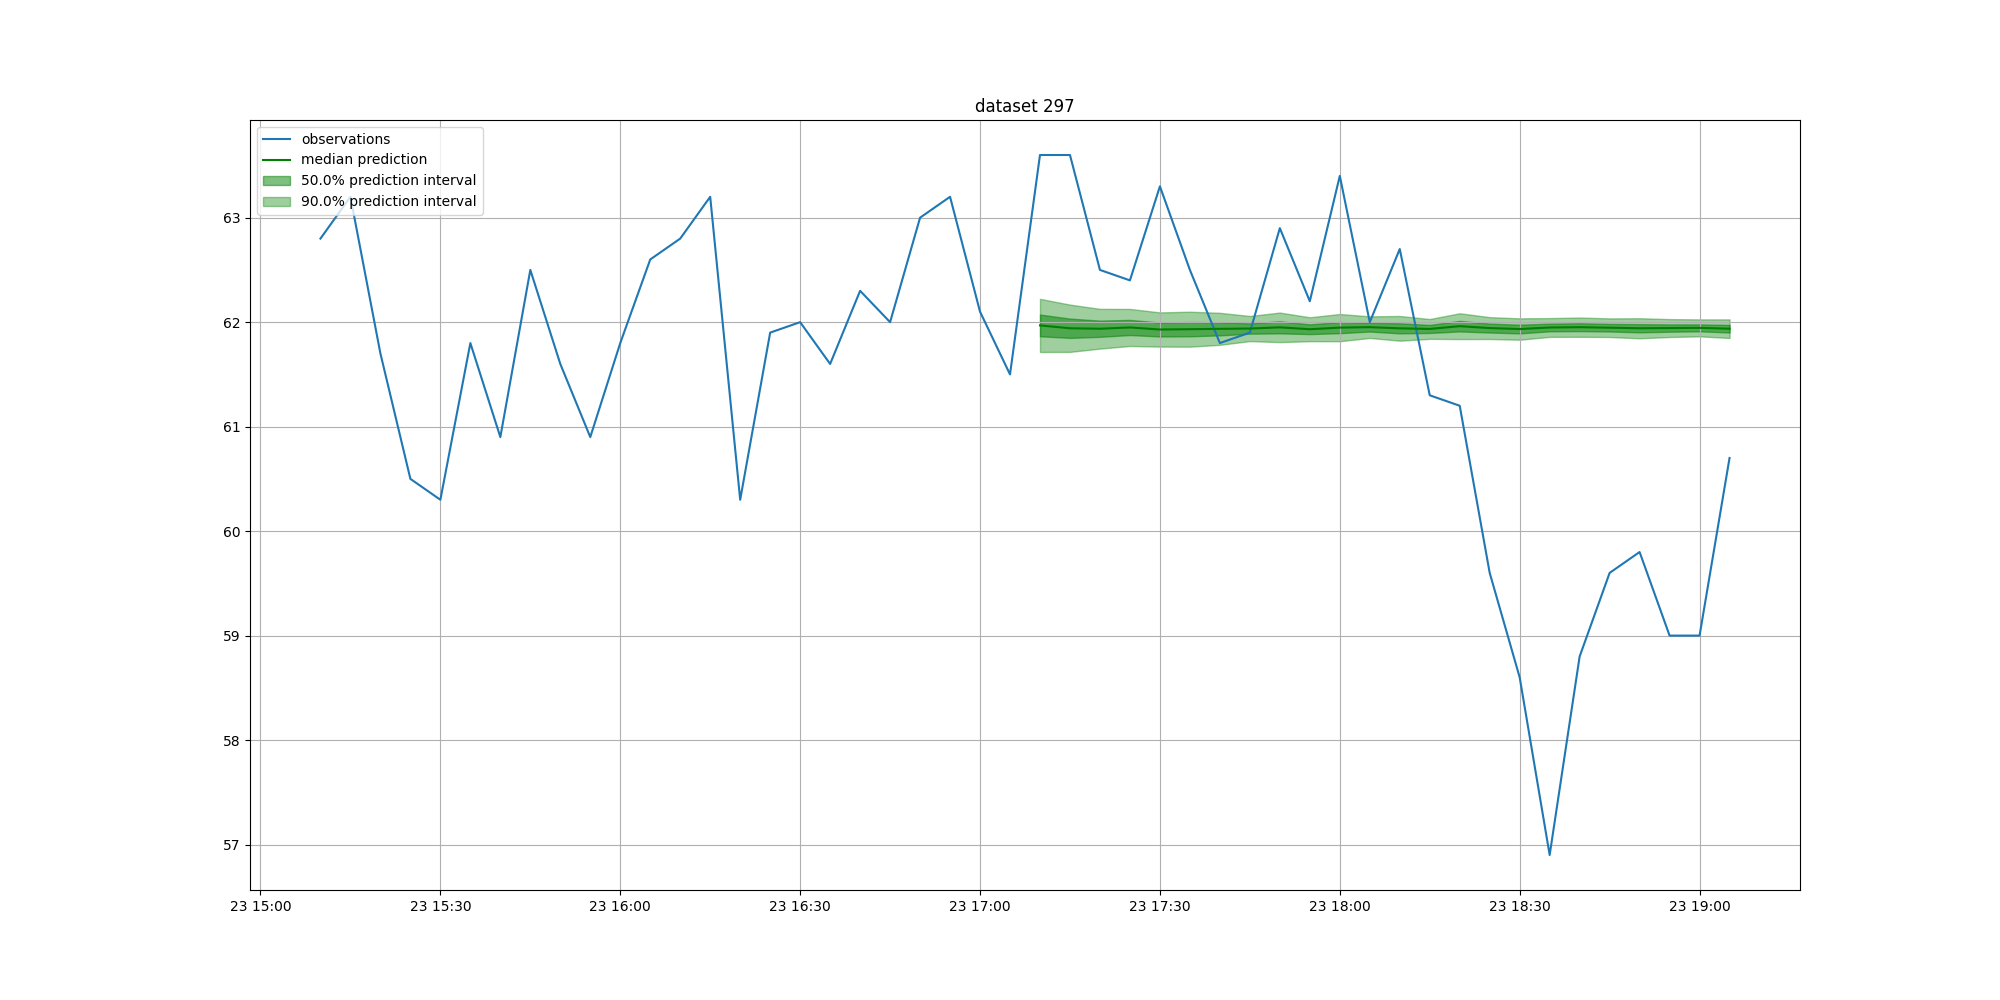 dataset 297
observations
median prediction
50.0% prediction interval
90.0% prediction interval
63
62
61
60
59
58
57
23 15:00 23 15:30 23 16:00 23 16:30 23 17:00 23 17:30 23 18:00 23 18:30 23 19:00